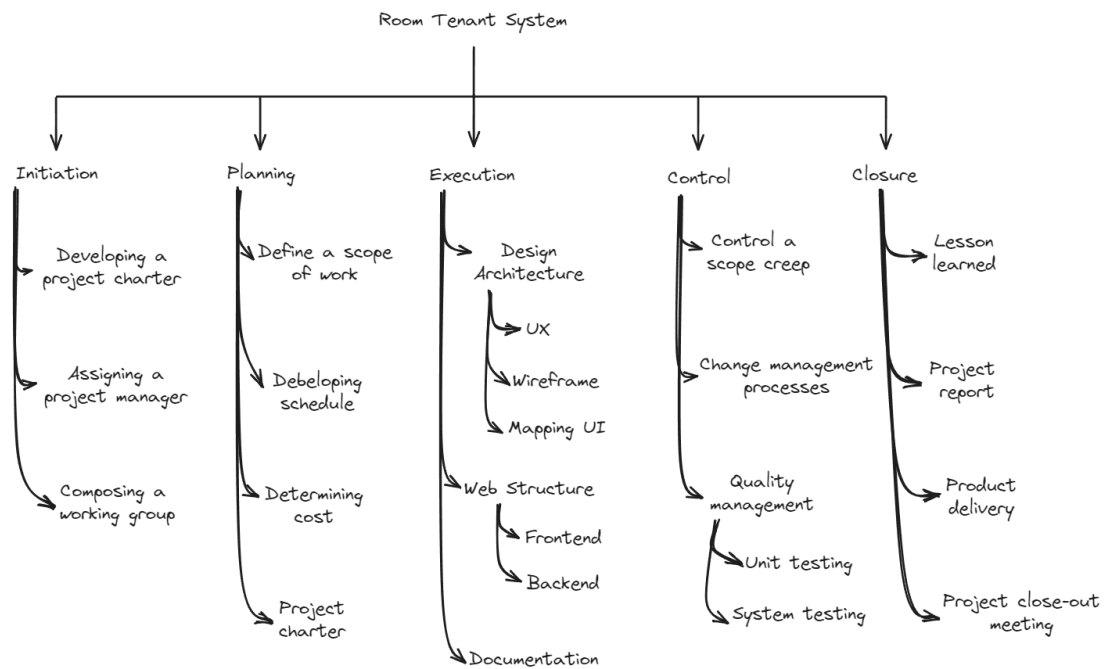 Room Tenant System
Initiation
Developing a
project charter
Assigning a
project manager
Composing a
working group
Planning
Define a scope
of work
Debeloping
schedule
Determining
cost
Project
charter
Execution
Design
Architecture
UX
Wireframe
Mapping UI
Web Structure
Frontend
Backend
Documentation
Control
Control a
scope creep
Change management
processes
Quality
management
Unit testing
System testing
Closure
Lesson
learned
Project
report
Product
delivery
Project close-out
meeting